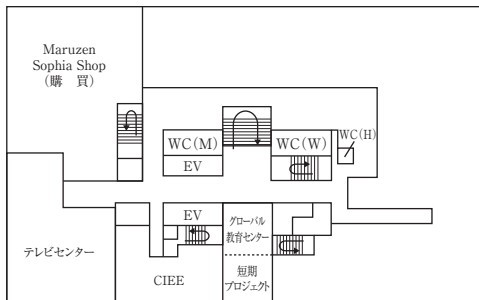 Maruzen
Sophia Shop
(購 買)
WC(M)
WC(W)
WC(H)
EV
EV
グローバル
教育センター
テレビセンター
CIEE
短期
プロジェクト